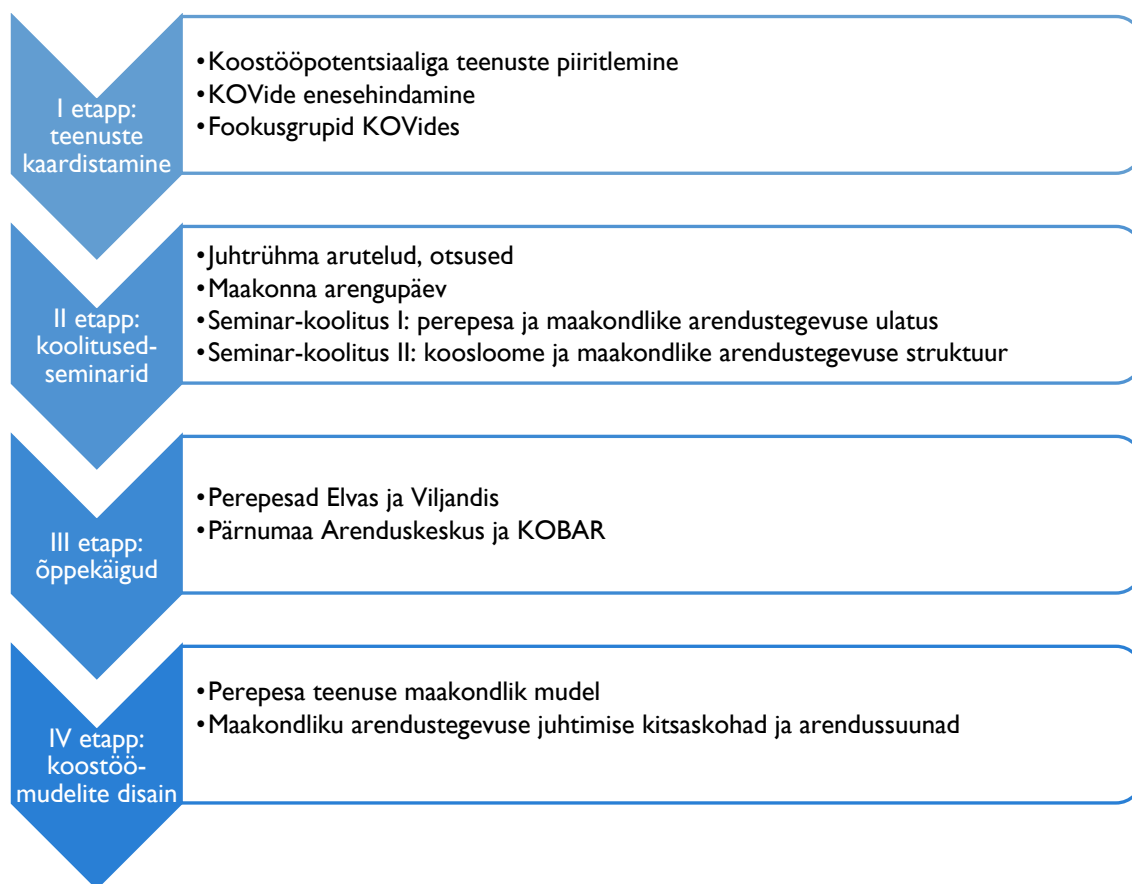 I etapp:
teenuste
kaardistamine
•Koostööpotentsiaaliga teenuste piiritlemine
•KOVide enesehindamine
•Fookusgrupid KOVides
II etapp:
koolitused-
seminarid
•Juhtrühma arutelud, otsused
•Maakonna arengupäev
•Seminar-koolitus I: perepesa ja maakondlike arendustegevuse ulatus
•Seminar-koolitus II: koosloome ja maakondlike arendustegevuse struktuur
III etapp:
õppekäigud
•Perepesad Elvas ja Viljandis
•Pärnumaa Arenduskeskus ja KOBAR
IV etapp:
koostöö-
mudelite disain
•Perepesa teenuse maakondlik mudel
•Maakondliku arendustegevuse juhtimise kitsaskohad ja arendussuunad